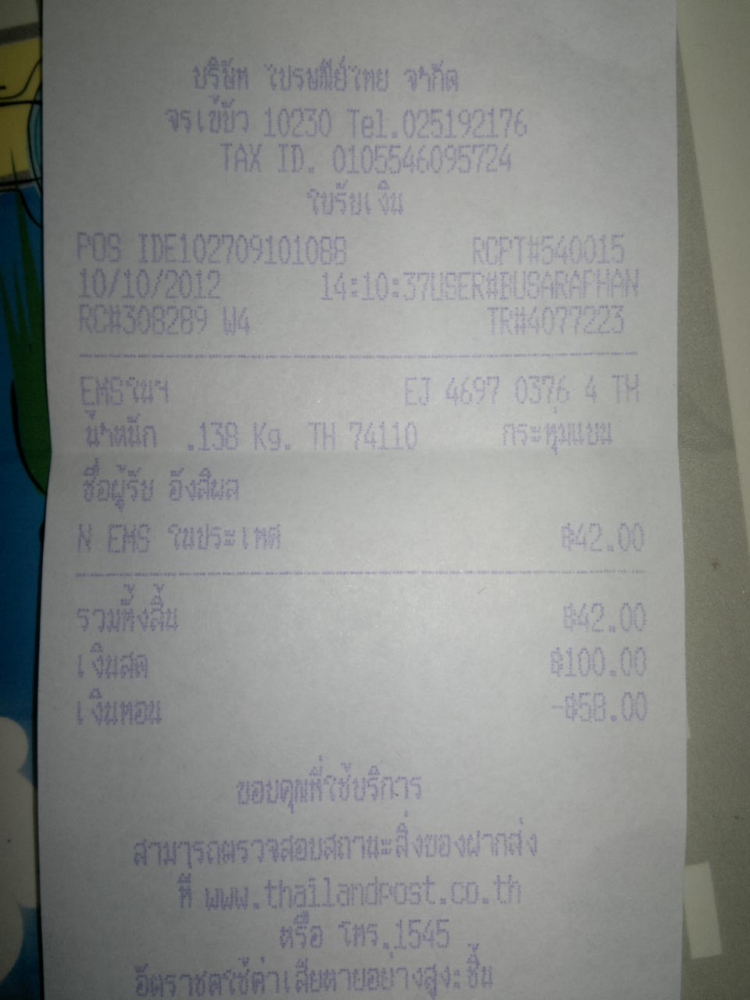 บริษัท ไปรษณีย์ไทย จำกัด
จรเข้บัว 10230 Tel.025192176
TAX ID. 0105546095724
ใบรับเงิน
POS IDE102709101088 RCPT#540015
10/10/2012 14:10:37USER#BUSARAPHAN
RC#308289 W4 TR#4077223
EMSในฯ EJ 4697 0376 4 TH
น้ำหนัก .138 Kg. TH 74110 กระทุ่มแบน
ชื่อผู้รับ อังสิผล
N EMS ในประเทศ ฿42.00
รวมทั้งสิ้น ฿42.00
เงินสด ฿100.00
เงินทอน -฿58.00
ขอบคุณที่ใช้บริการ
สามารถตรวจสอบสถานะสิ่งของฝากส่ง
ที่ www.thailandpost.co.th
หรือ โทร.1545
อัตราชดใช้ค่าเสียหายอย่างสูง:ชิ้น